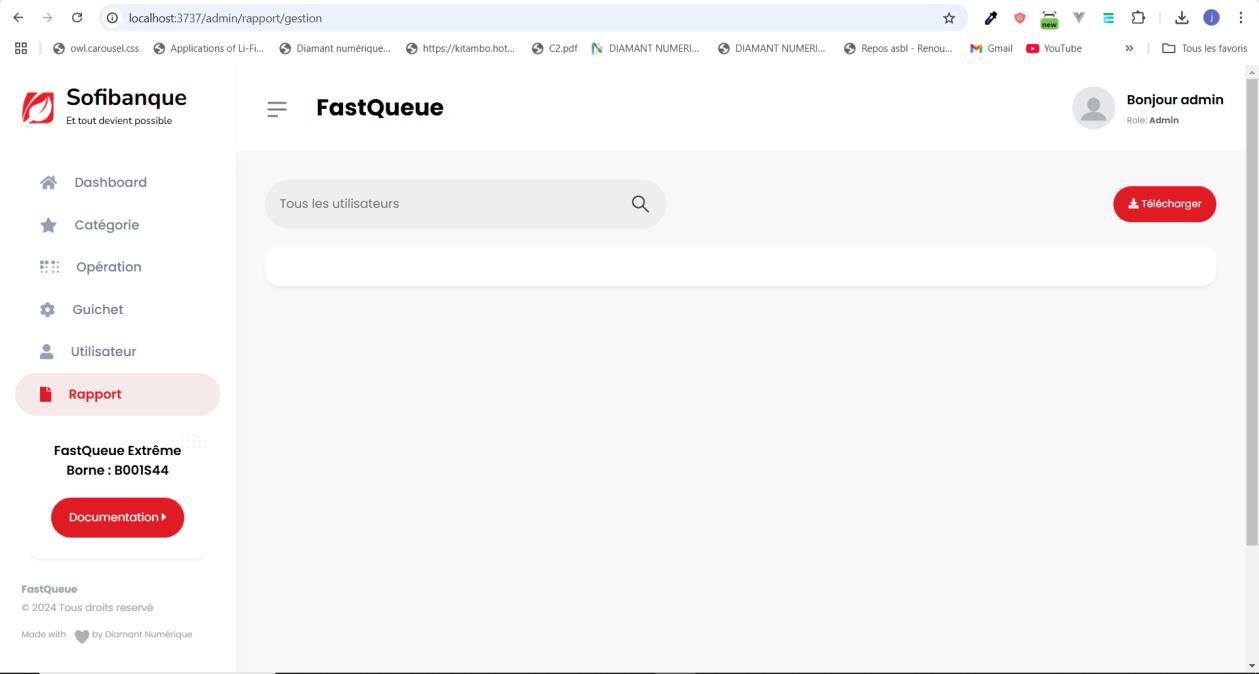 localhost:3737/admin/rapport/gestion
new
owl.carousel.css
Applications of Li-Fi...
Diamant numérique...
https://kitambo.hot...
C2.pdf
DIAMANT NUMERI...
DIAMANT NUMERI...
Repos asbl - Renou...
Gmail
YouTube
»
Tous les favoris
Sofibanque
Et tout devient possible
FastQueue
Bonjour admin
Role: Admin
Dashboard
Catégorie
Opération
Guichet
Utilisateur
Rapport
Tous les utilisateurs
Télécharger
FastQueue Extrême
Borne : B001S44
Documentation
FastQueue
© 2024 Tous droits reservé
Made with by Diamant Numérique